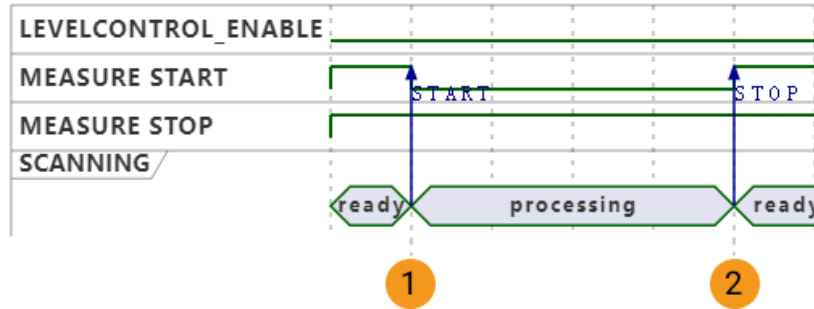 LEVELCONTROL_ENABLE
MEASURE START
START
STOP
MEASURE STOP
SCANNING
ready
processing
ready
1
2